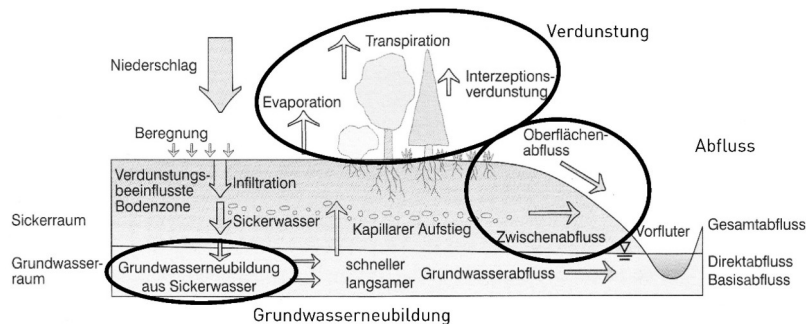 Verdunstung
Transpiration
Niederschlag
Interzeptions-
verdunstung
Evaporation
Beregnung
Oberflächen-
abfluss
Abfluss
Verdunstungs-
beeinflusste
Bodenzone
Infiltration
Sickerraum
Sickerwasser
Kapillarer Aufstieg
Zwischenabfluss
Vorfluter
Gesamtabfluss
Grundwasser-
raum
Grundwasserneubildung
aus Sickerwasser
schneller
langsamer
Grundwasserabfluss
Direktabfluss
Basisabfluss
Grundwasserneubildung